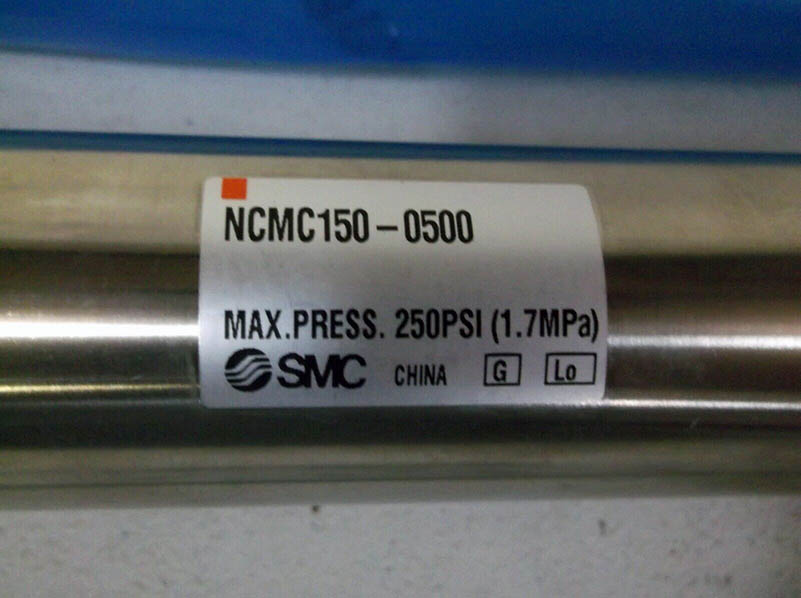 NCMC150-0500
MAX.PRESS. 250PSI (1.7MPa)
SMC CHINA G Lo